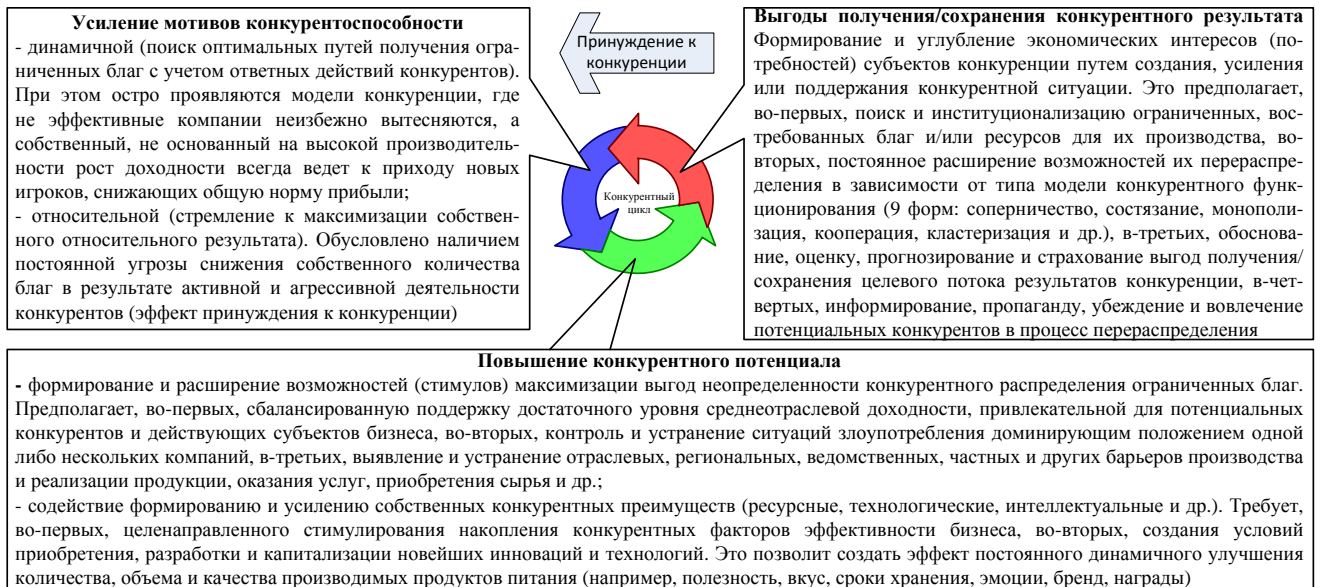 Усиление мотивов конкурентоспособности
- динамичной (поиск оптимальных путей получения огра-
ниченных благ с учетом ответных действий конкурентов).
При этом остро проявляются модели конкуренции, где
не эффективные компании неизбежно вытесняются, а
собственный, не основанный на высокой производитель-
ности рост доходности всегда ведет к приходу новых
игроков, снижающих общую норму прибыли;
- относительной (стремление к максимизации собствен-
ного относительного результата). Обусловлено наличием
постоянной угрозы снижения собственного количества
благ в результате активной и агрессивной деятельности
конкурентов (эффект принуждения к конкуренции)
Принуждение к
конкуренции
Конкурентный
цикл
Выгоды получения/сохранения конкурентного результата
Формирование и углубление экономических интересов (по-
требностей) субъектов конкуренции путем создания, усиления
или поддержания конкурентной ситуации. Это предполагает,
во-первых, поиск и институционализацию ограниченных, вос-
требованных благ и/или ресурсов для их производства, во-
вторых, постоянное расширение возможностей их перераспре-
деления в зависимости от типа модели конкурентного функ-
ционирования (9 форм: соперничество, состязание, монополи-
зация, кооперация, кластеризация и др.), в-третьих, обоснова-
ние, оценку, прогнозирование и страхование выгод получения/
сохранения целевого потока результатов конкуренции, в-чет-
вертых, информирование, пропаганду, убеждение и вовлечение
потенциальных конкурентов в процесс перераспределения
Повышение конкурентного потенциала
- формирование и расширение возможностей (стимулов) максимизации выгод неопределенности конкурентного распределения ограниченных благ.
Предполагает, во-первых, сбалансированную поддержку достаточного уровня среднеотраслевой доходности, привлекательной для потенциальных
конкурентов и действующих субъектов бизнеса, во-вторых, контроль и устранение ситуаций злоупотребления доминирующим положением одной
либо нескольких компаний, в-третьих, выявление и устранение отраслевых, региональных, ведомственных, частных и других барьеров производства
и реализации продукции, оказания услуг, приобретения сырья и др.;
- содействие формированию и усилению собственных конкурентных преимуществ (ресурсные, технологические, интеллектуальные и др.). Требует,
во-первых, целенаправленного стимулирования накопления конкурентных факторов эффективности бизнеса, во-вторых, создания условий
приобретения, разработки и капитализации новейших инноваций и технологий. Это позволит создать эффект постоянного динамичного улучшения
количества, объема и качества производимых продуктов питания (например, полезность, вкус, сроки хранения, эмоции, бренд, награды)